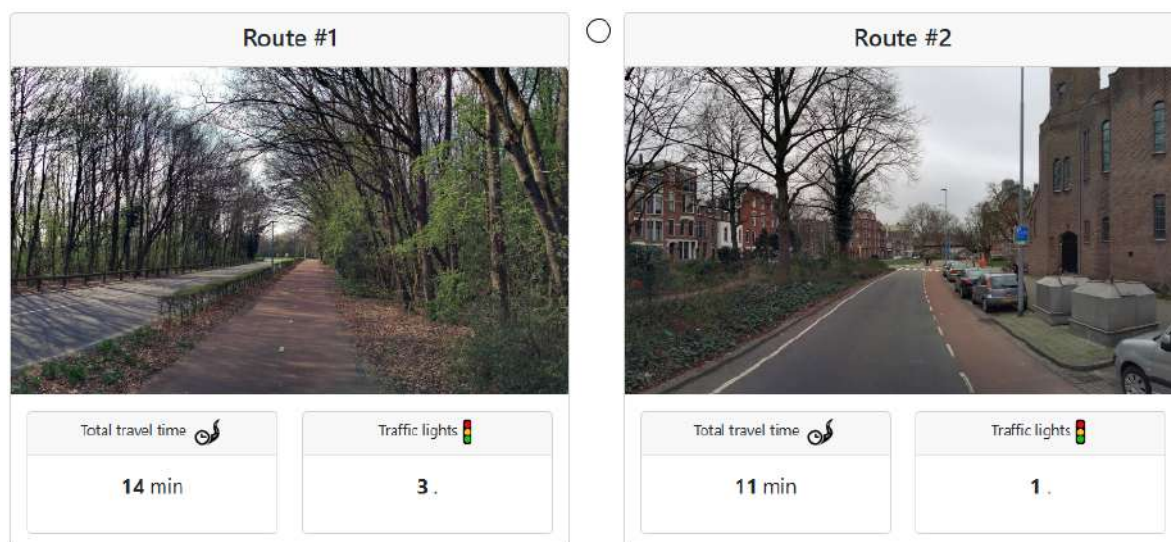 Route #1
Total travel time
14 min
Traffic lights
3 .
Route #2
Total travel time
11 min
Traffic lights
1 .